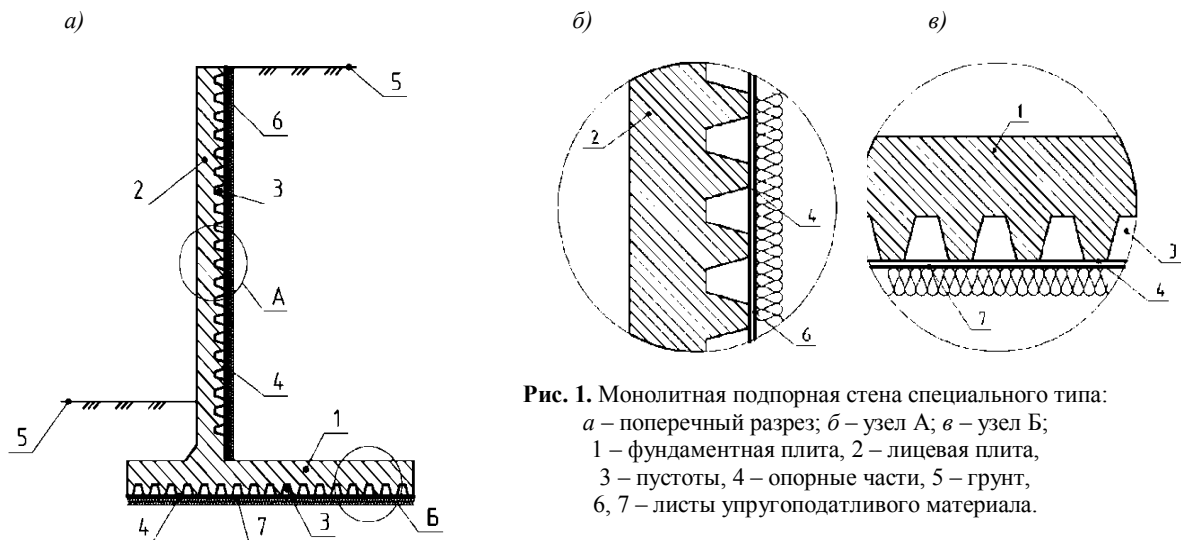 а)
б)
в)
5
6
2
3
А
4
5
1
4
7
3
Б
2
4
6
1
3
4
7
Рис. 1. Монолитная подпорная стена специального типа:
а – поперечный разрез; б – узел А; в – узел Б;
1 – фундаментная плита, 2 – лицевая плита,
3 – пустоты, 4 – опорные части, 5 – грунт,
6, 7 – листы упругоподатливого материала.